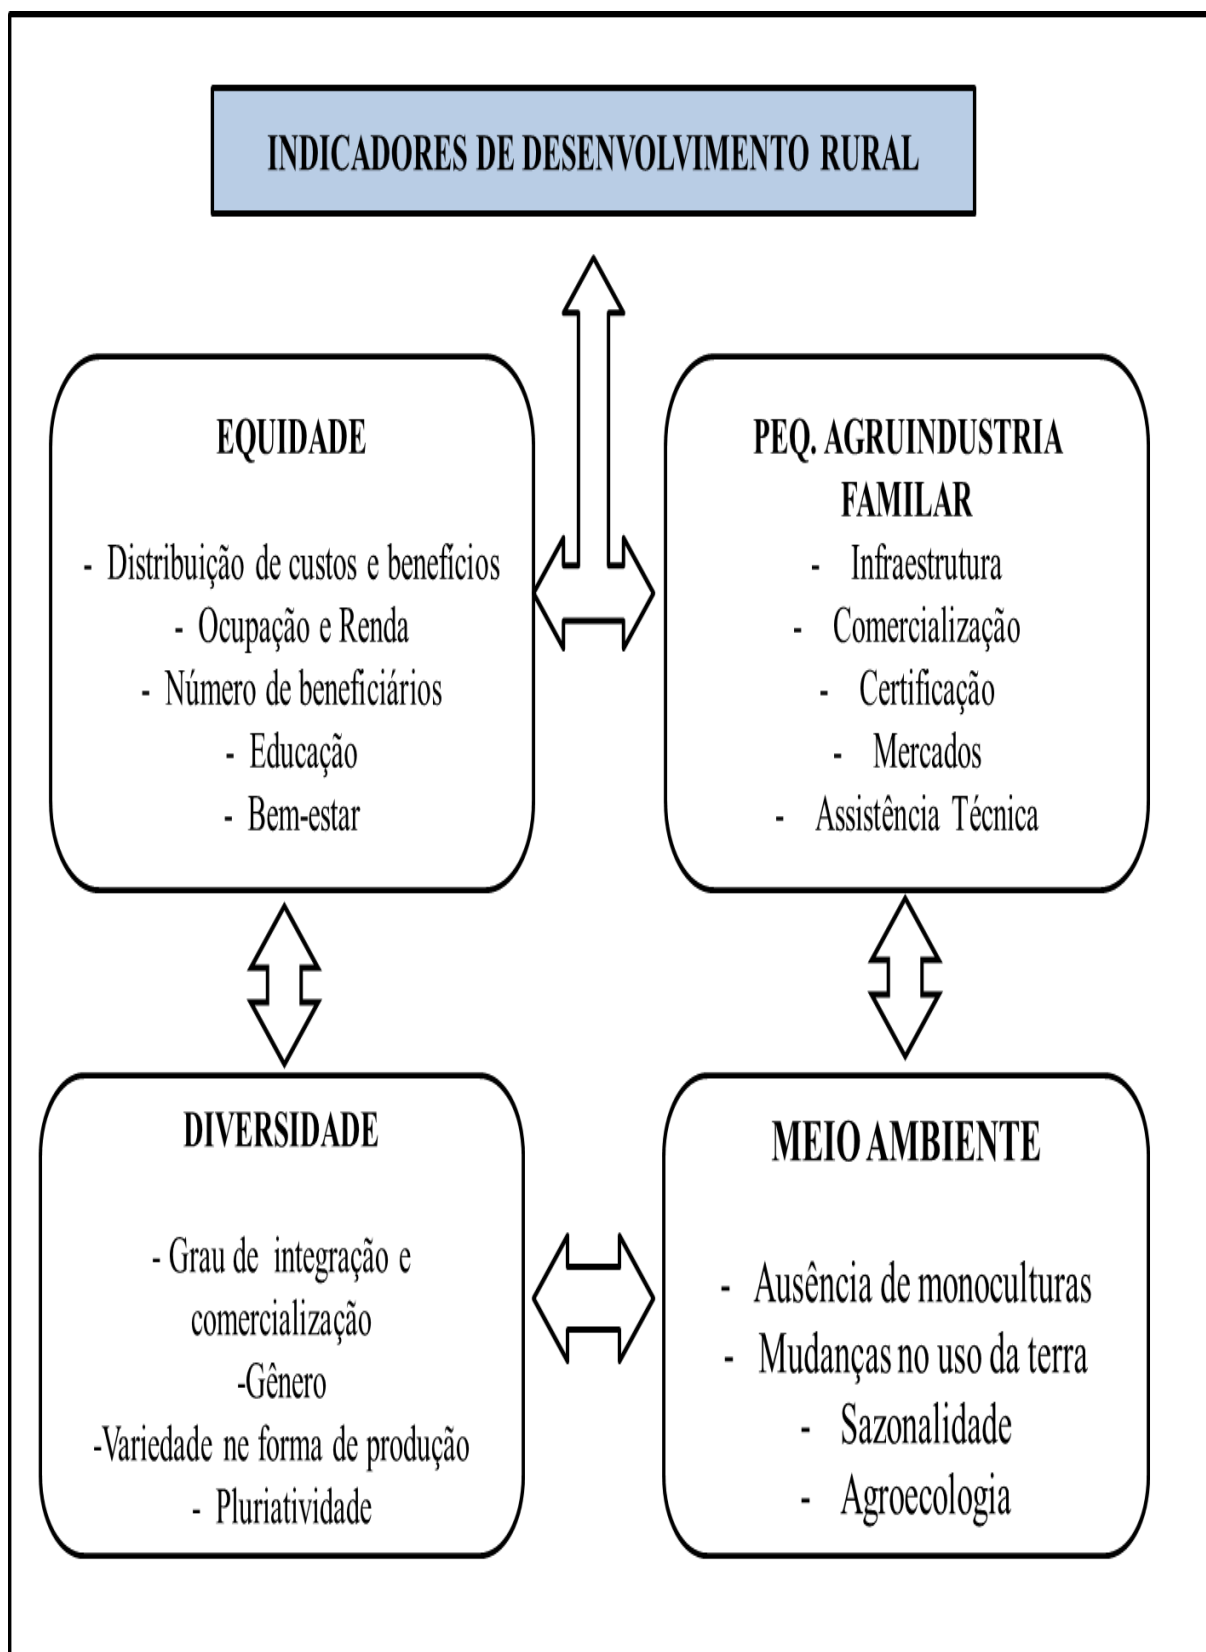 INDICADORES DE DESENVOLVIMENTO RURAL
EQUIDADE
- Distribuição de custos e benefícios
- Ocupação e Renda
- Número de beneficiários
- Educação
- Bem-estar
PEQ. AGRUINDUSTRIA
FAMILAR
- Infraestrutura
- Comercialização
- Certificação
- Mercados
- Assistência Técnica
DIVERSIDADE
- Grau de integração e
comercialização
-Gênero
-Variedade ne forma de produção
- Pluriatividade
MEIO AMBIENTE
- Ausência de monoculturas
- Mudanças no uso da terra
- Sazonalidade
- Agroecologia